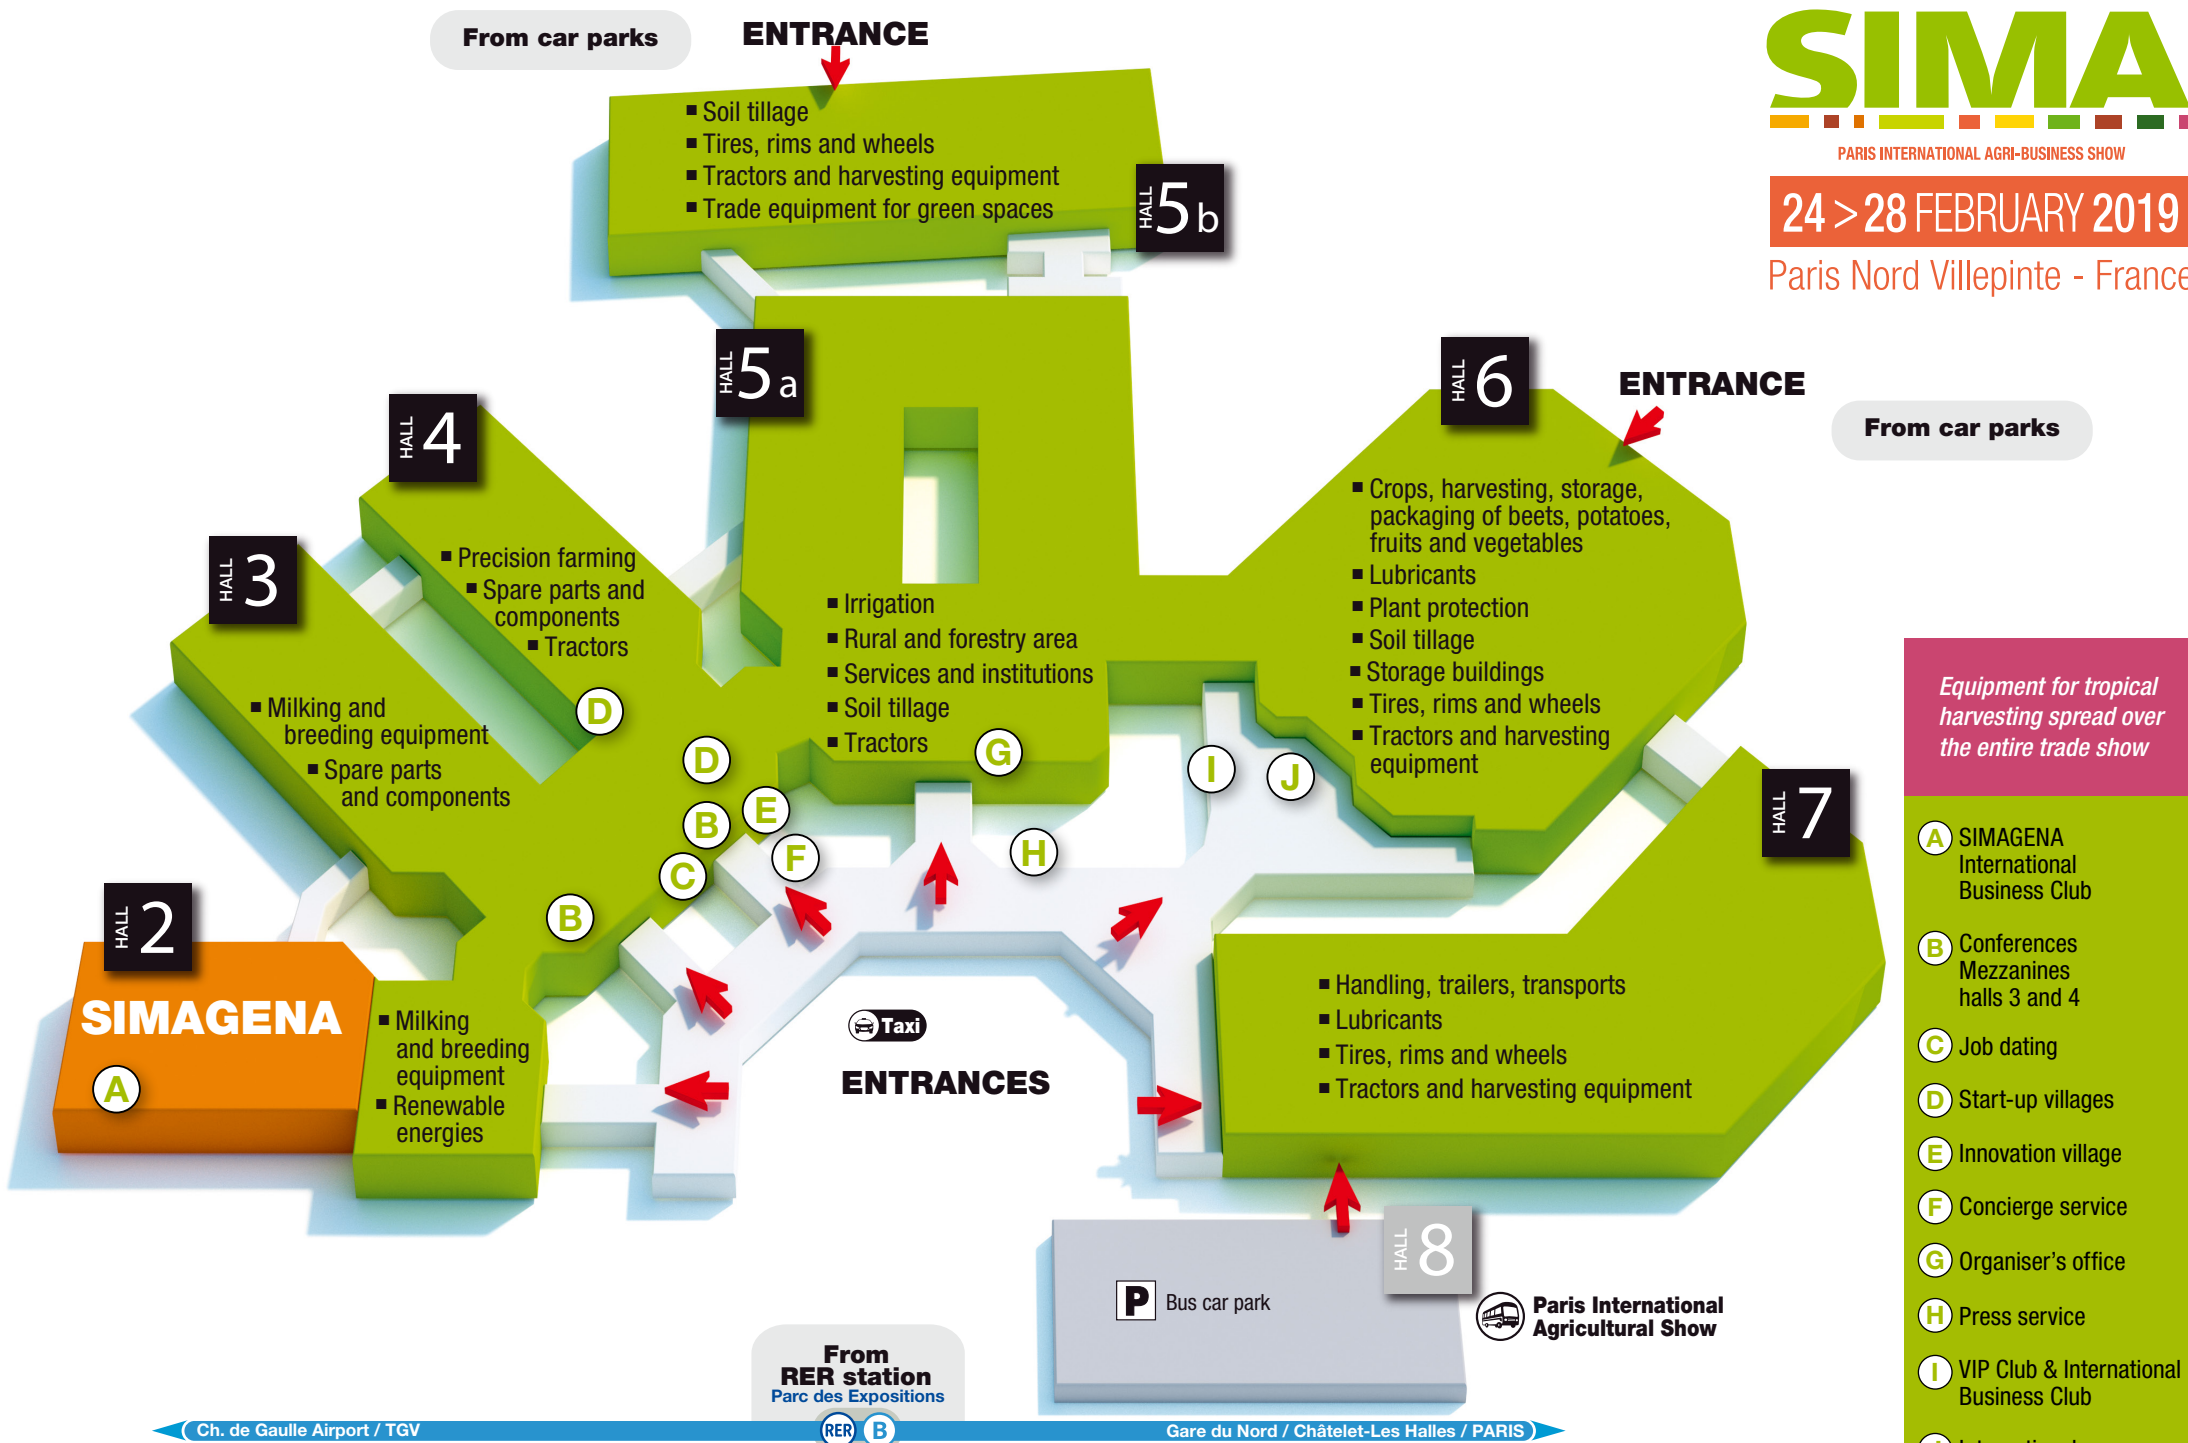 From car parks
ENTRANCE
SIMA
PARIS INTERNATIONAL AGRI-BUSINESS SHOW
24 > 28 FEBRUARY 2019
Paris Nord Villepinte - France
■ Soil tillage
■ Tires, rims and wheels
■ Tractors and harvesting equipment
■ Trade equipment for green spaces
HALL 5 b
HALL 5 a
HALL 6
ENTRANCE
From car parks
HALL 4
■ Precision farming
■ Spare parts and
components
■ Tractors
HALL 3
■ Milking and
breeding equipment
■ Spare parts
and components
■ Irrigation
■ Rural and forestry area
■ Services and institutions
■ Soil tillage
■ Tractors
■ Crops, harvesting, storage,
packaging of beets, potatoes,
fruits and vegetables
■ Lubricants
■ Plant protection
■ Soil tillage
■ Storage buildings
■ Tires, rims and wheels
■ Tractors and harvesting
equipment
D
D
G
I
J
E
B
F
H
C
B
HALL 7
HALL 2
SIMAGENA
A
■ Milking
and breeding
equipment
■ Renewable
energies
Taxi
ENTRANCES
■ Handling, trailers, transports
■ Lubricants
■ Tires, rims and wheels
■ Tractors and harvesting equipment
HALL 8
P Bus car park
Paris International
Agricultural Show
From
RER station
Parc des Expositions
Ch. de Gaulle Airport / TGV
RER B
Gare du Nord / Châtelet-Les Halles / PARIS
Equipment for tropical
harvesting spread over
the entire trade show
A SIMAGENA
International
Business Club
B Conferences
Mezzanines
halls 3 and 4
C Job dating
D Start-up villages
E Innovation village
F Concierge service
G Organiser's office
H Press service
I VIP Club & International
Business Club